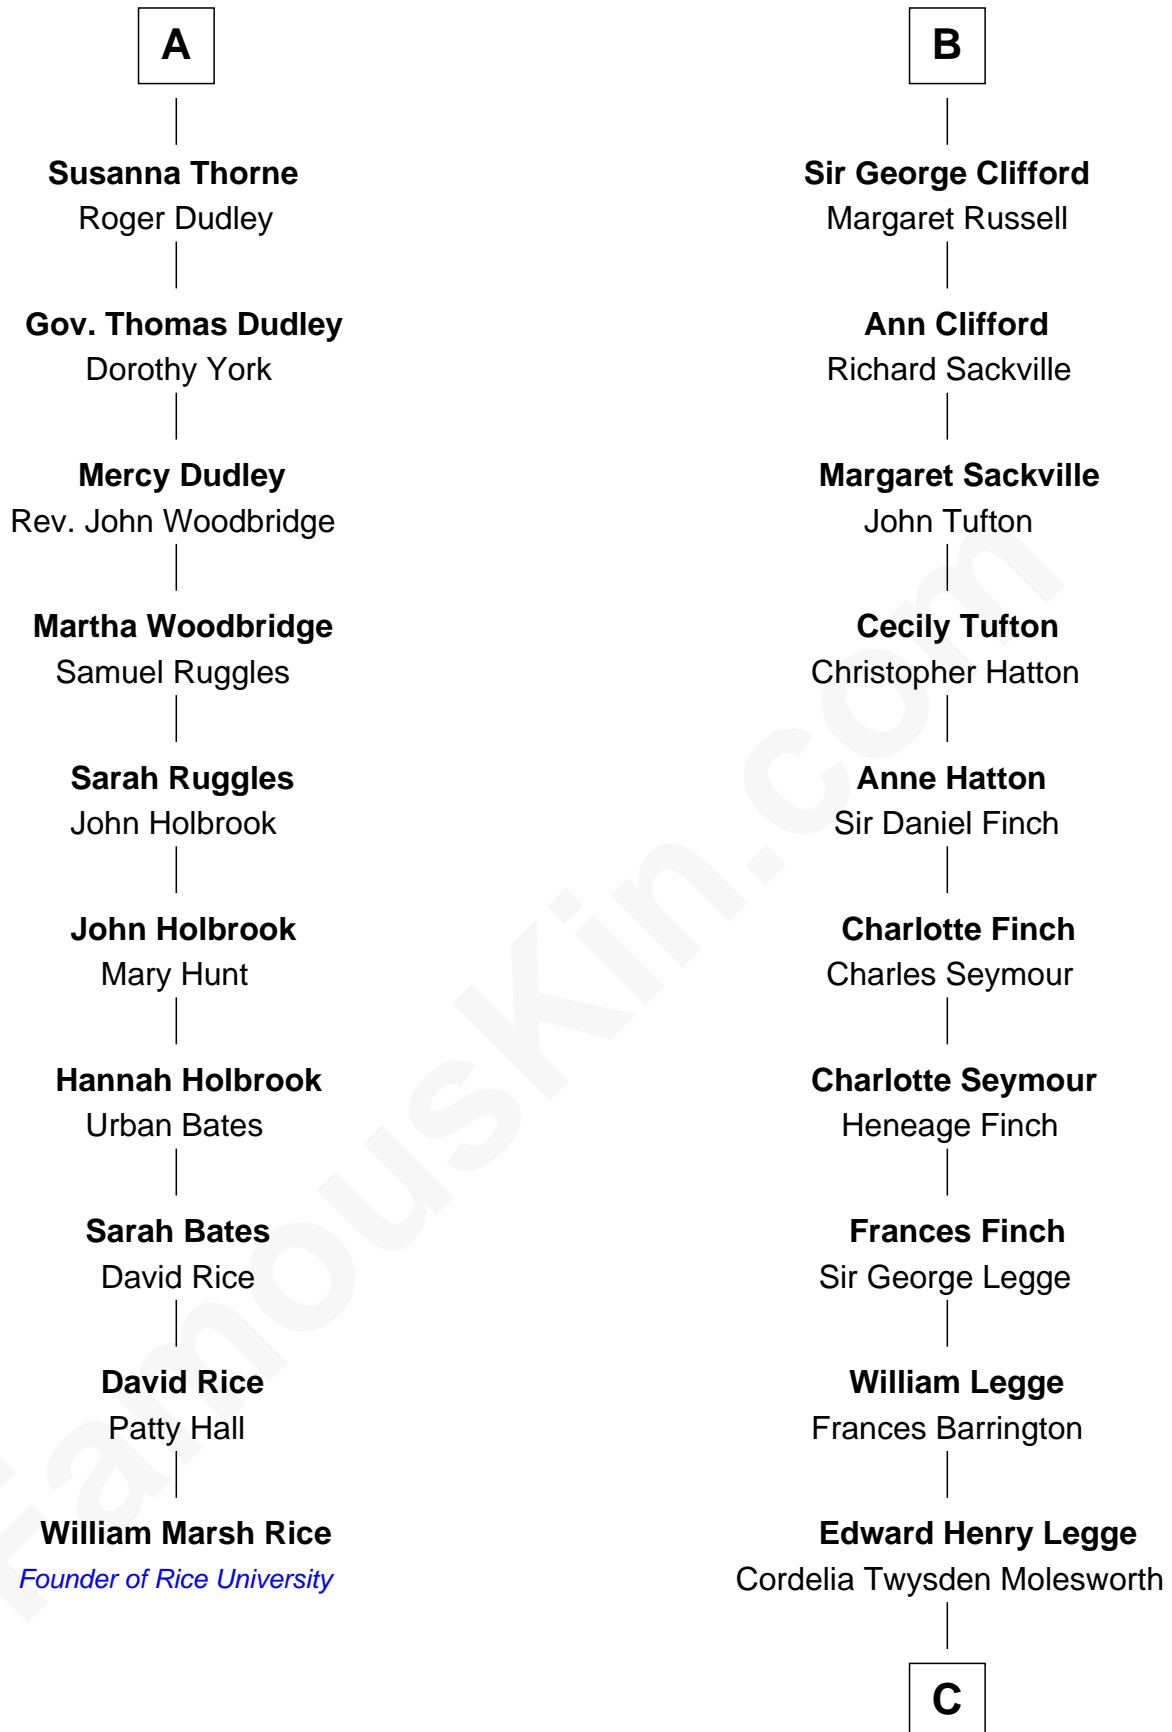 A
Susanna Thorne
Roger Dudley
Gov. Thomas Dudley
Dorothy York
Mercy Dudley
Rev. John Woodbridge
Martha Woodbridge
Samuel Ruggles
Sarah Ruggles
John Holbrook
John Holbrook
Mary Hunt
Hannah Holbrook
Urban Bates
Sarah Bates
David Rice
David Rice
Patty Hall
William Marsh Rice
Founder of Rice University
B
Sir George Clifford
Margaret Russell
Ann Clifford
Richard Sackville
Margaret Sackville
John Tufton
Cecily Tufton
Christopher Hatton
Anne Hatton
Sir Daniel Finch
Charlotte Finch
Charles Seymour
Charlotte Seymour
Heneage Finch
Frances Finch
Sir George Legge
William Legge
Frances Barrington
Edward Henry Legge
Cordelia Twysden Molesworth
C
FamousKin.com